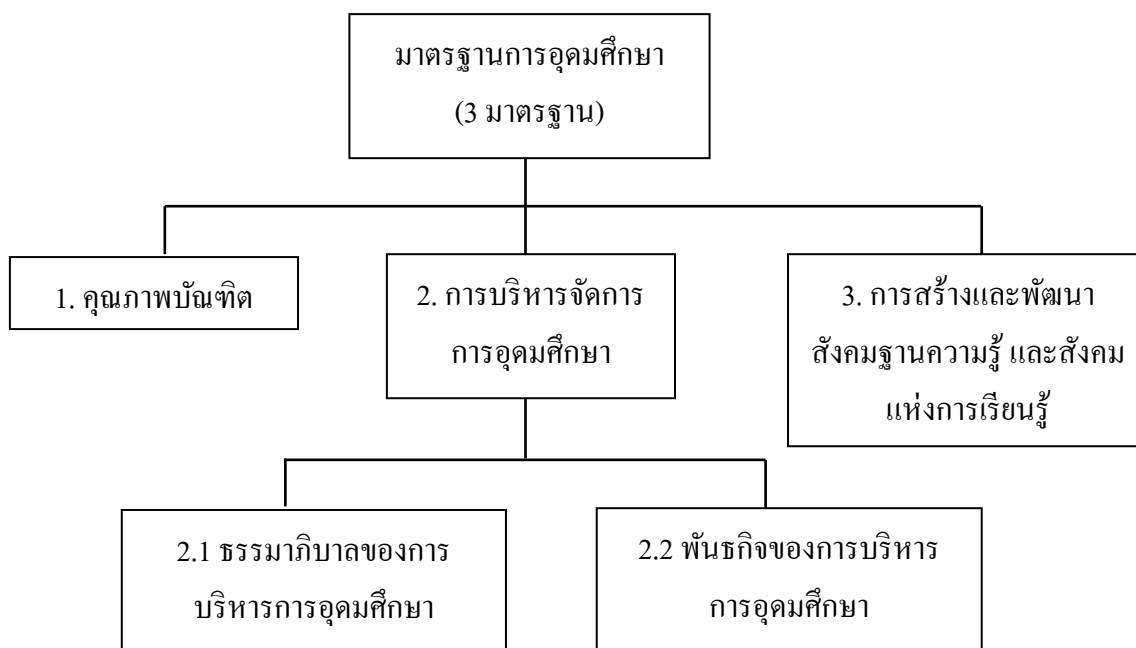 มาตรฐานการอุดมศึกษา
(3 มาตรฐาน)
1. คุณภาพบัณฑิต
2. การบริหารจัดการ
การอุดมศึกษา
3. การสร้างและพัฒนา
สังคมฐานความรู้ และสังคม
แห่งการเรียนรู้
2.1 ธรรมาภิบาลของการ
บริหารการอุดมศึกษา
2.2 พันธกิจของการบริหาร
การอุดมศึกษา